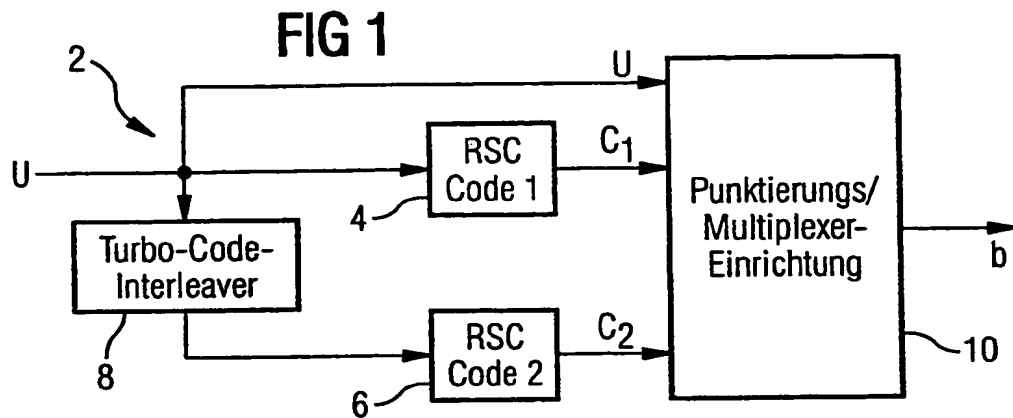 FIG 1
2
U
U
RSC
Code 1
4
C1
Punktierungs/
Multiplexer-
Einrichtung
b
10
Turbo-Code-
Interleaver
8
RSC
Code 2
6
C2